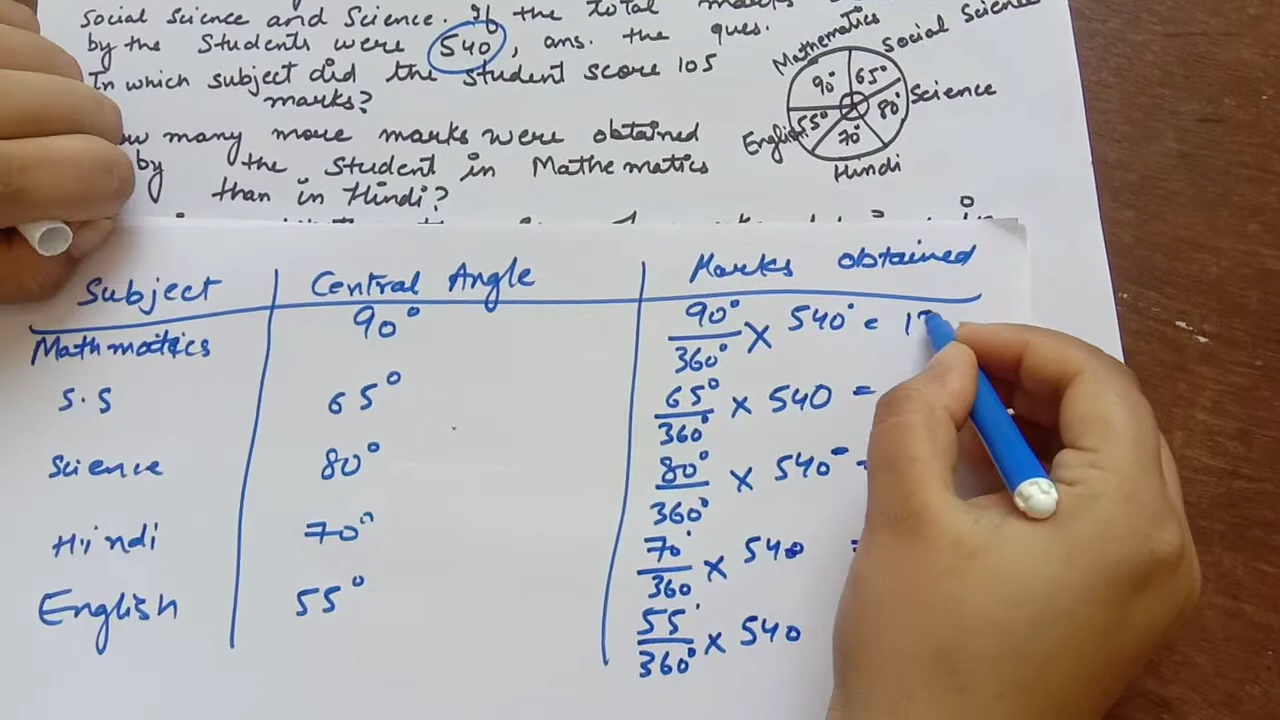 social Science and Science. If the total marks
by the Students were 540, ans. the ques.
In which subject did the student score 105
marks?
many more marks were obtained
by the student in Mathematics
than in Hindi?
Mathematics
Social Science
90° 65°
Science
80°
English 55°
70°
Hindi
Subject Central Angle Marks obtained
Mathmatics 90° 90°/360° × 540° =
S.S 65° 65°/360° × 540 =
Science 80° 80°/360° × 540° =
Hindi 70° 70°/360 × 540 =
English 55° 55°/360° × 540